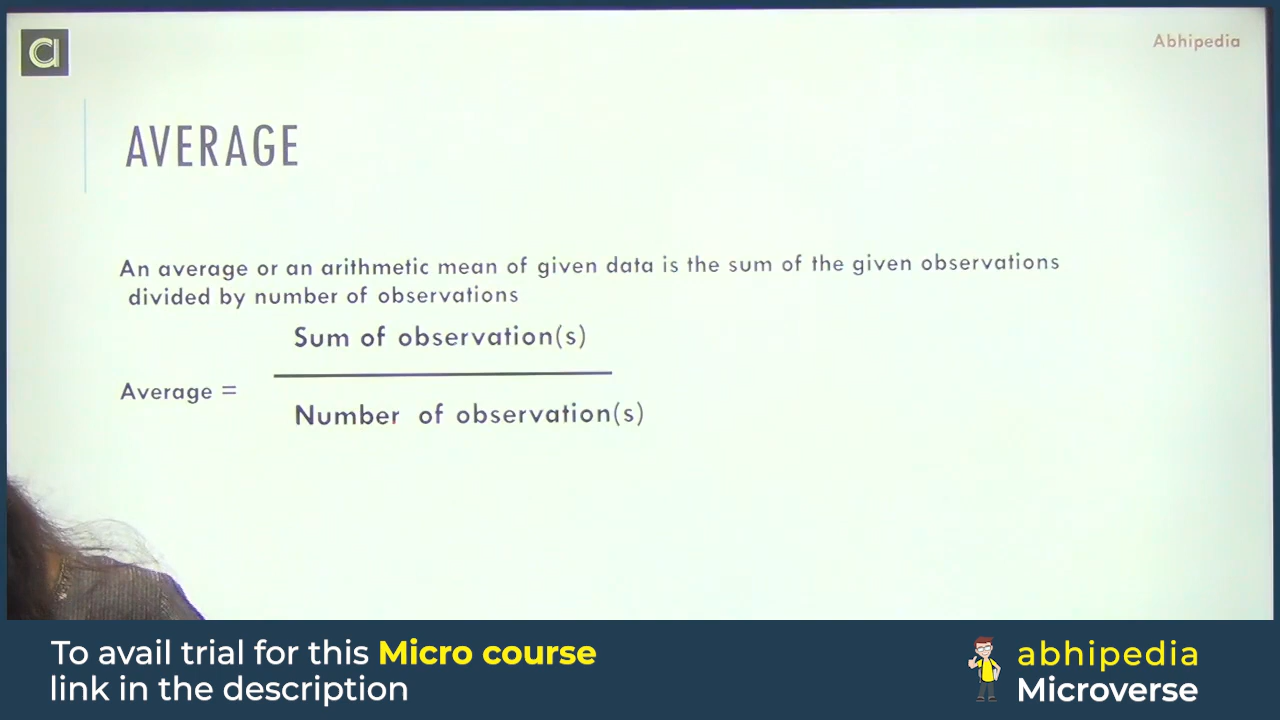 Abhipedia
AVERAGE
An average or an arithmetic mean of given data is the sum of the given observations
divided by number of observations
Sum of observation(s)
Average =
Number of observation(s)
To avail trial for this Micro course
link in the description
abhipedia
Microverse